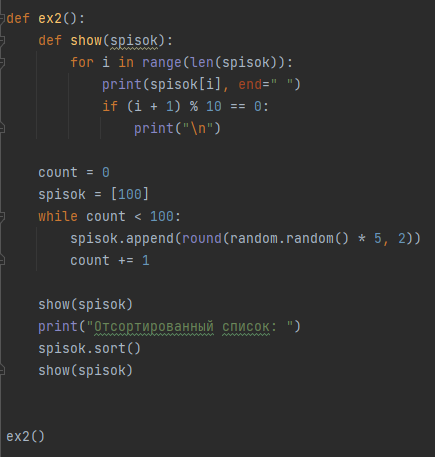 def ex2():
    def show(spisok):
        for i in range(len(spisok)):
            print(spisok[i], end=" ")
            if (i + 1) % 10 == 0:
                print("\n")
    count = 0
    spisok = [100]
    while count < 100:
        spisok.append(round(random.random() * 5, 2))
        count += 1
    show(spisok)
    print("Отсортированный список: ")
    spisok.sort()
    show(spisok)
ex2()